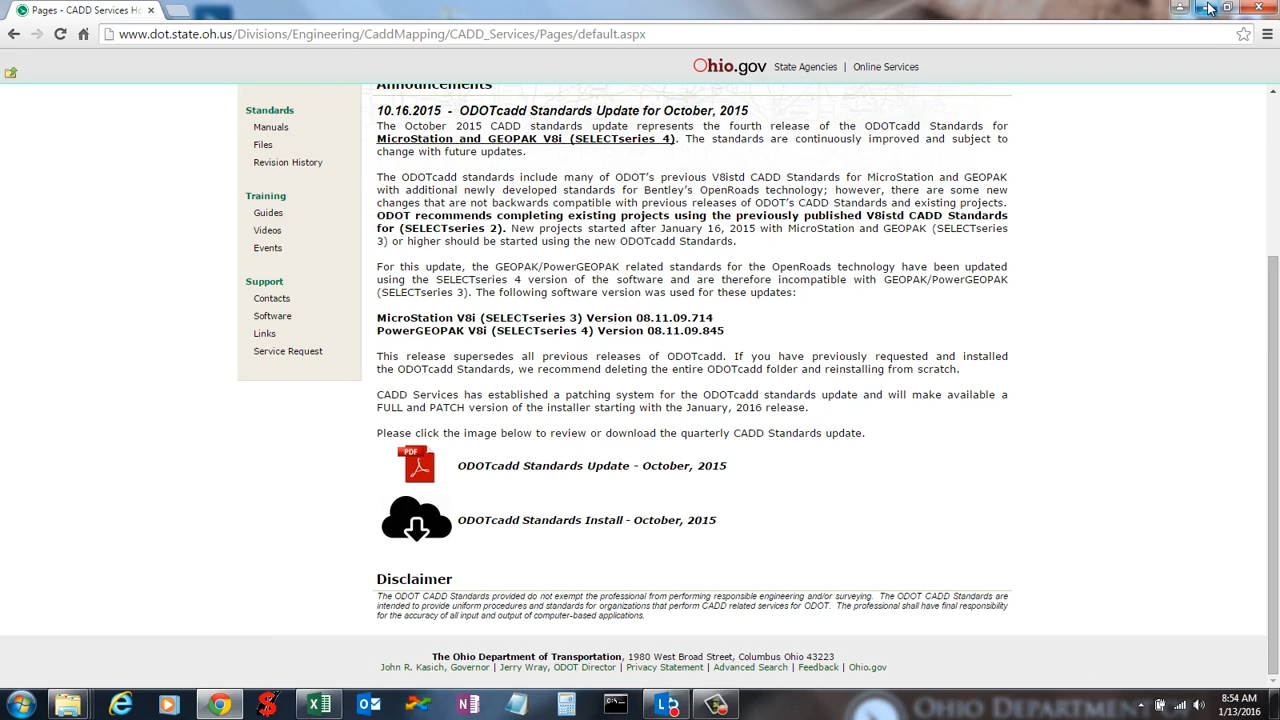 Pages - CADD Services Ho
www.dot.state.oh.us/Divisions/Engineering/CaddMapping/CADD_Services/Pages/default.aspx
Ohio.gov State Agencies | Online Services
Announcements
Standards
Manuals
Files
Revision History
Training
Guides
Videos
Events
Support
Contacts
Software
Links
Service Request
10.16.2015 - ODOTcadd Standards Update for October, 2015
The October 2015 CADD standards update represents the fourth release of the ODOTcadd Standards for
MicroStation and GEOPAK V8i (SELECTseries 4). The standards are continuously improved and subject to
change with future updates.
The ODOTcadd standards include many of ODOT's previous V8istd CADD Standards for MicroStation and GEOPAK
with additional newly developed standards for Bentley's OpenRoads technology; however, there are some new
changes that are not backwards compatible with previous releases of ODOT's CADD Standards and existing projects.
ODOT recommends completing existing projects using the previously published V8istd CADD Standards
for (SELECTseries 2). New projects started after January 16, 2015 with MicroStation and GEOPAK (SELECTseries
3) or higher should be started using the new ODOTcadd Standards.
For this update, the GEOPAK/PowerGEOPAK related standards for the OpenRoads technology have been updated
using the SELECTseries 4 version of the software and are therefore incompatible with GEOPAK/PowerGEOPAK
(SELECTseries 3). The following software version was used for these updates:
MicroStation V8i (SELECTseries 3) Version 08.11.09.714
PowerGEOPAK V8i (SELECTseries 4) Version 08.11.09.845
This release supersedes all previous releases of ODOTcadd. If you have previously requested and installed
the ODOTcadd Standards, we recommend deleting the entire ODOTcadd folder and reinstalling from scratch.
CADD Services has established a patching system for the ODOTcadd standards update and will make available a
FULL and PATCH version of the installer starting with the January, 2016 release.
Please click the image below to review or download the quarterly CADD Standards update.
PDF
ODOTcadd Standards Update - October, 2015
ODOTcadd Standards Install - October, 2015
Disclaimer
The ODOT CADD Standards provided do not exempt the professional from performing responsible engineering and/or surveying. The ODOT CADD Standards are
intended to provide uniform procedures and standards for organizations that perform CADD related services for ODOT. The professional shall have final responsibility
for the accuracy of all input and output of computer-based applications.
The Ohio Department of Transportation, 1980 West Broad Street, Columbus Ohio 43223
John R. Kasich, Governor | Jerry Wray, ODOT Director | Privacy Statement | Advanced Search | Feedback | Ohio.gov
8:54 AM
1/13/2016